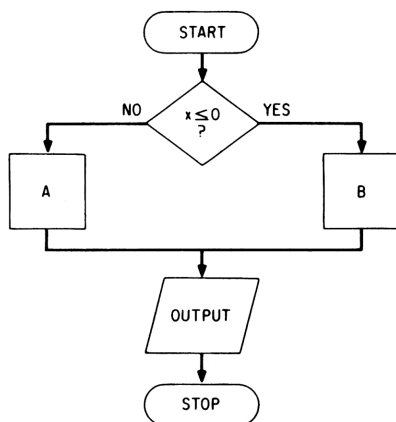 START
NO
x ≤ 0
?
YES
A
B
OUTPUT
STOP